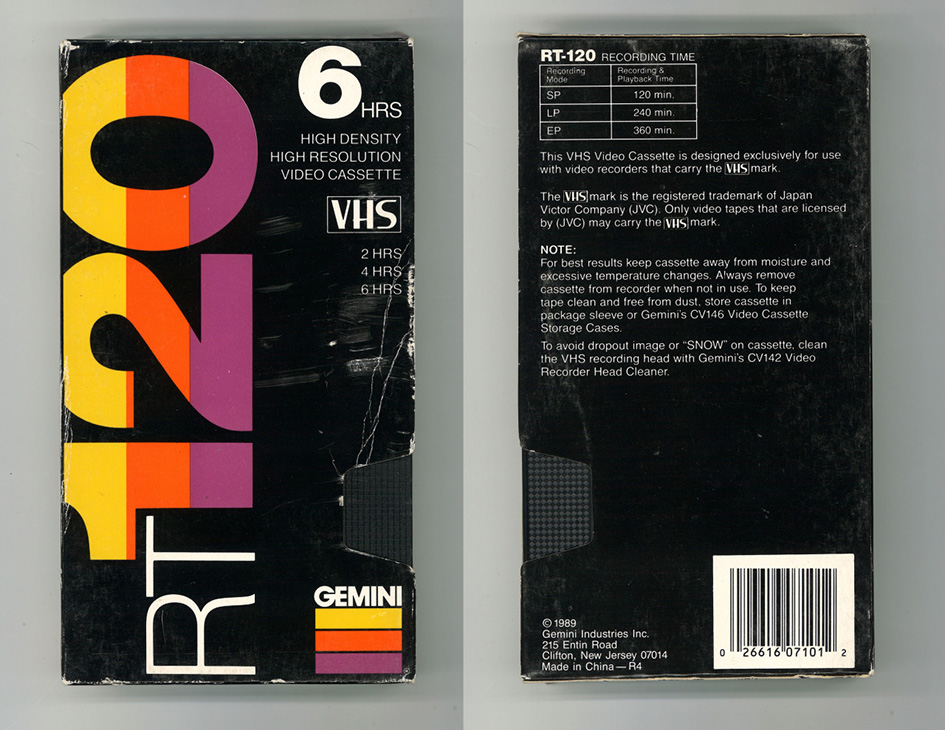 6 HRS
HIGH DENSITY
HIGH RESOLUTION
VIDEO CASSETTE
VHS
2 HRS
4 HRS
6 HRS
RT 120
GEMINI
RT-120 RECORDING TIME
Recording Mode
Recording & Playback Time
SP 120 min.
LP 240 min.
EP 360 min.
This VHS Video Cassette is designed exclusively for use
with video recorders that carry the VHS mark.
The VHS mark is the registered trademark of Japan
Victor Company (JVC). Only video tapes that are licensed
by (JVC) may carry the VHS mark.
NOTE:
For best results keep cassette away from moisture and
excessive temperature changes. Always remove
cassette from recorder when not in use. To keep
tape clean and free from dust, store cassette in
package sleeve or Gemini's CV146 Video Cassette
Storage Cases.
To avoid dropout image or “SNOW” on cassette, clean
the VHS recording head with Gemini's CV142 Video
Recorder Head Cleaner.
© 1989
Gemini Industries Inc.
215 Entin Road
Clifton, New Jersey 07014
Made in China — R4
0 26616 07101 2